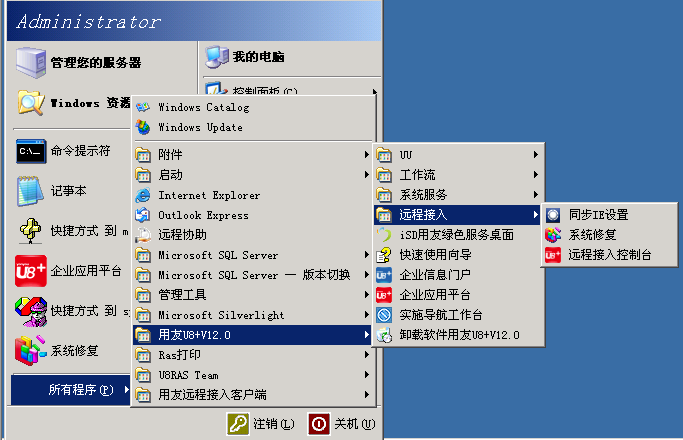 Administrator
管理您的服务器
我的电脑
控制面板(C)
Windows 资源
命令提示符
记事本
快捷方式 到 m
企业应用平台
快捷方式 到 s
系统修复
所有程序(P)
Windows Catalog
Windows Update
附件
启动
Internet Explorer
Outlook Express
远程协助
Microsoft SQL Server
Microsoft SQL Server — 版本切换
管理工具
Microsoft Silverlight
用友U8+V12.0
Ras打印
U8RAS Team
用友远程接入客户端
UU
工作流
系统服务
远程接入
iSD用友绿色服务桌面
快速使用向导
企业信息门户
企业应用平台
实施导航工作台
卸载软件用友U8+V12.0
同步IE设置
系统修复
远程接入控制台
注销(L)
关机(U)